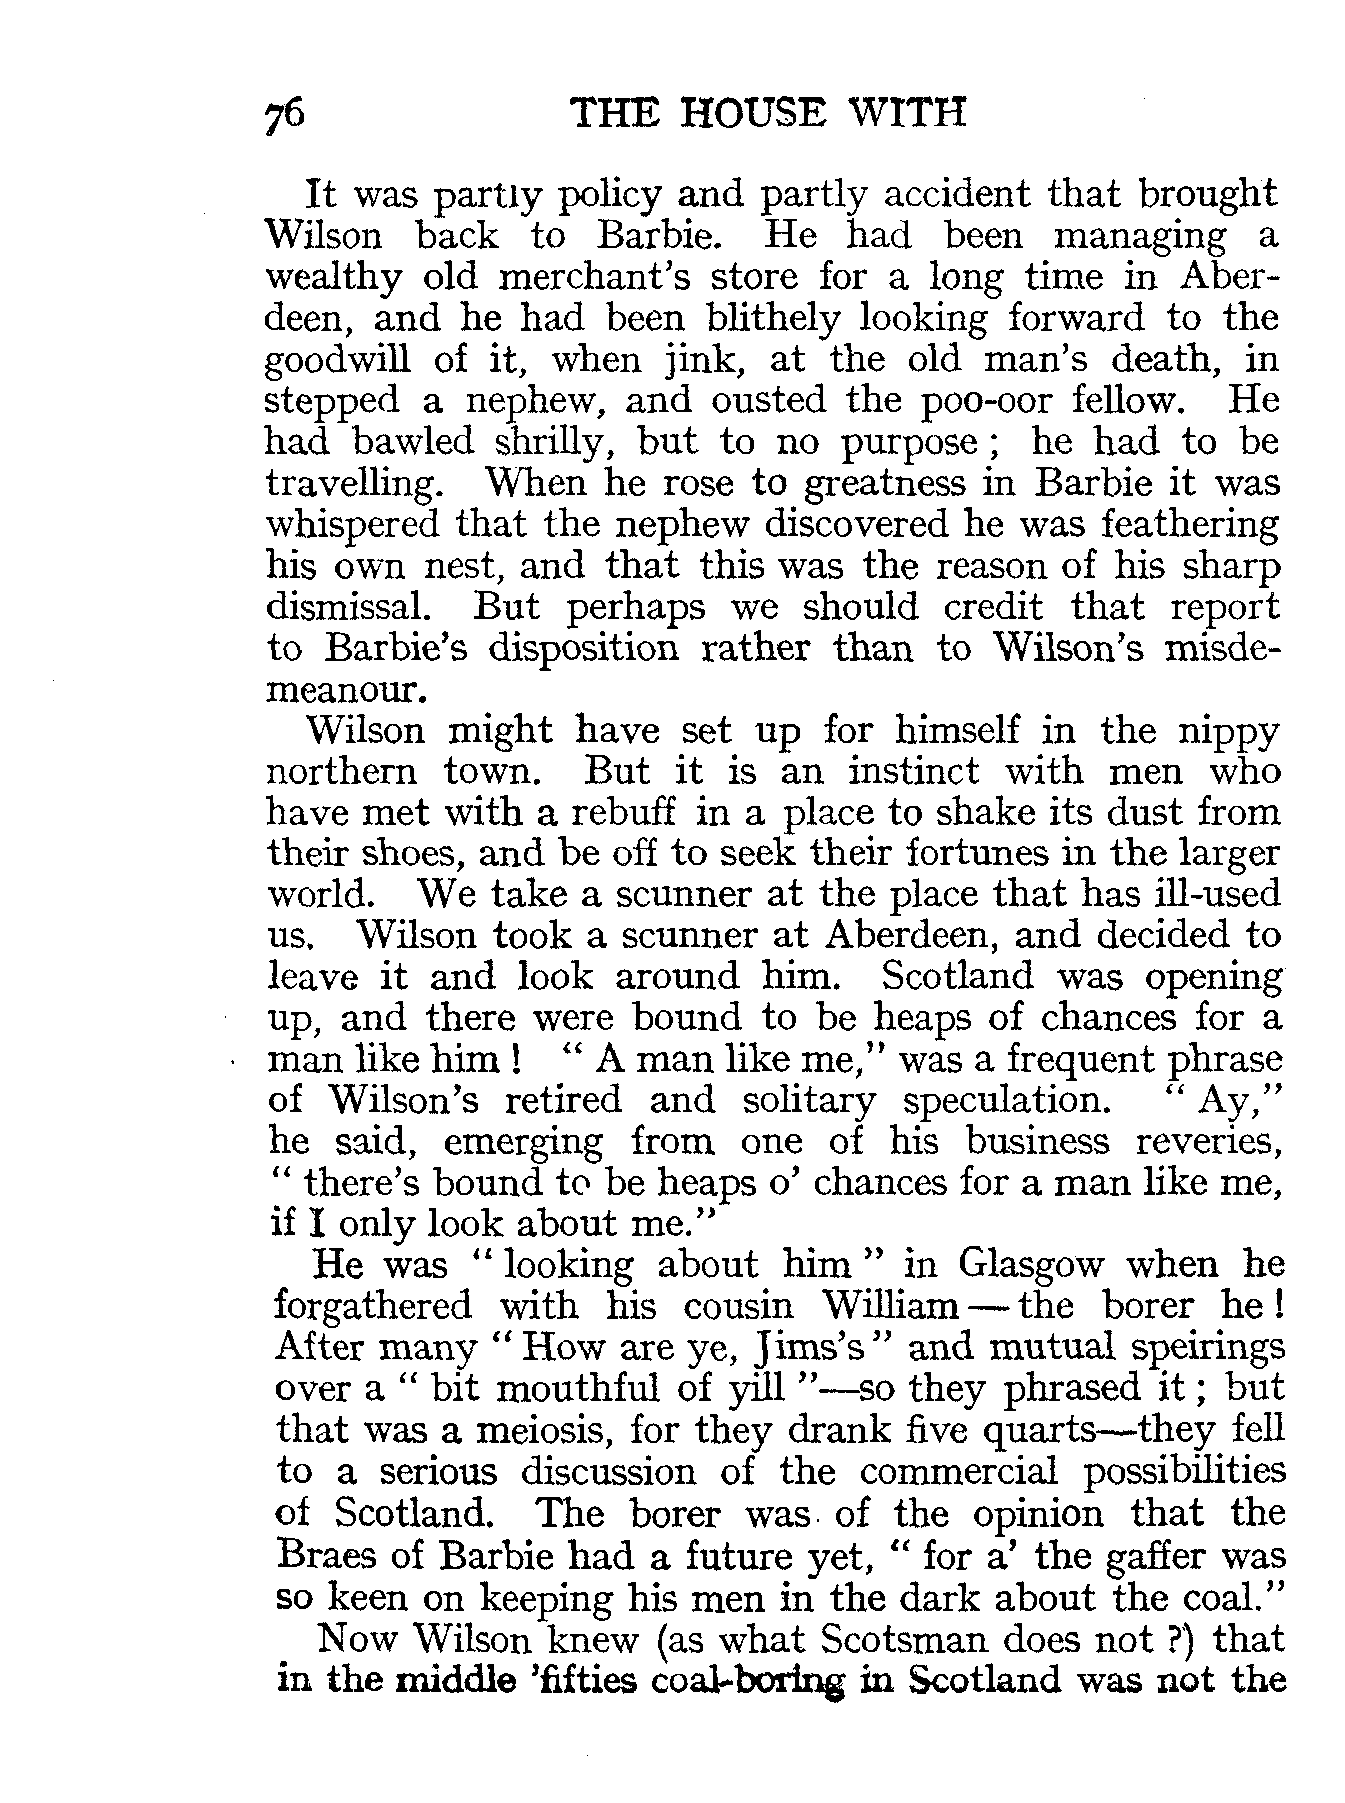 76 THE HOUSE WITH
It was partly policy and partly accident that brought
Wilson back to Barbie. He had been managing a
wealthy old merchant's store for a long time in Aber-
deen, and he had been blithely looking forward to the
goodwill of it, when jink, at the old man's death, in
stepped a nephew, and ousted the poo-oor fellow. He
had bawled shrilly, but to no purpose; he had to be
travelling. When he rose to greatness in Barbie it was
whispered that the nephew discovered he was feathering
his own nest, and that this was the reason of his sharp
dismissal. But perhaps we should credit that report
to Barbie's disposition rather than to Wilson's misde-
meanour.
Wilson might have set up for himself in the nippy
northern town. But it is an instinct with men who
have met with a rebuff in a place to shake its dust from
their shoes, and be off to seek their fortunes in the larger
world. We take a scunner at the place that has ill-used
us. Wilson took a scunner at Aberdeen, and decided to
leave it and look around him. Scotland was opening
up, and there were bound to be heaps of chances for a
man like him! "A man like me," was a frequent phrase
of Wilson's retired and solitary speculation. "Ay,"
he said, emerging from one of his business reveries,
"there's bound to be heaps o' chances for a man like me,
if I only look about me."
He was "looking about him" in Glasgow when he
forgathered with his cousin William—the borer he!
After many "How are ye, Jims's" and mutual speirings
over a "bit mouthful of yill"—so they phrased it; but
that was a meiosis, for they drank five quarts—they fell
to a serious discussion of the commercial possibilities
of Scotland. The borer was of the opinion that the
Braes of Barbie had a future yet, "for a' the gaffer was
so keen on keeping his men in the dark about the coal."
Now Wilson knew (as what Scotsman does not?) that
in the middle 'fifties coal-boring in Scotland was not the